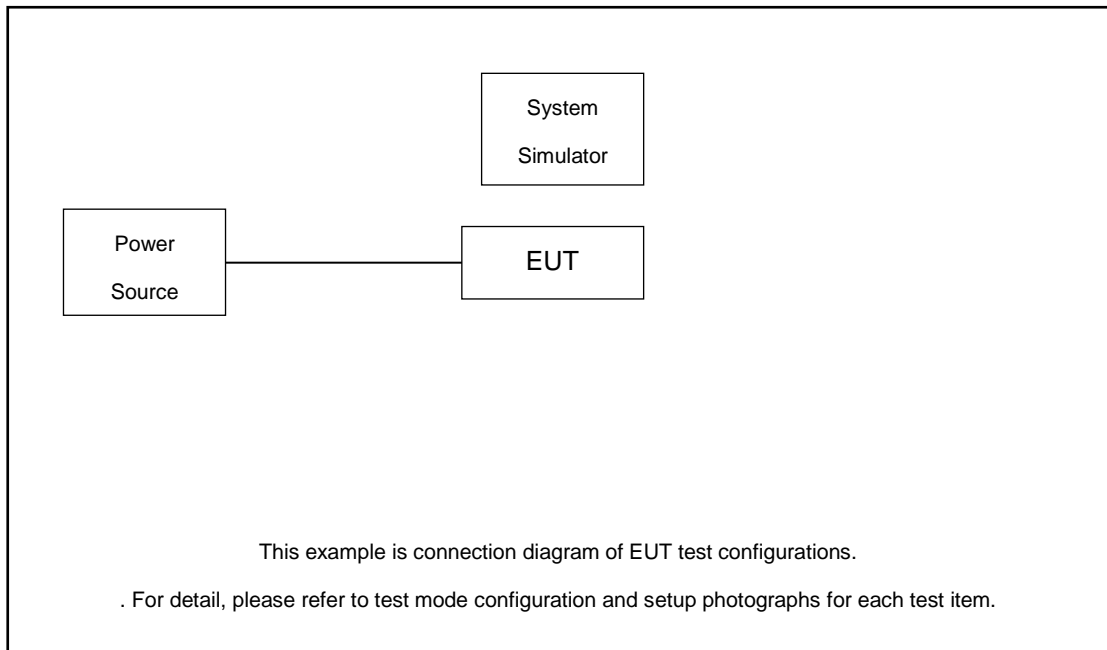 System
Simulator
Power
Source
EUT
This example is connection diagram of EUT test configurations.
. For detail, please refer to test mode configuration and setup photographs for each test item.